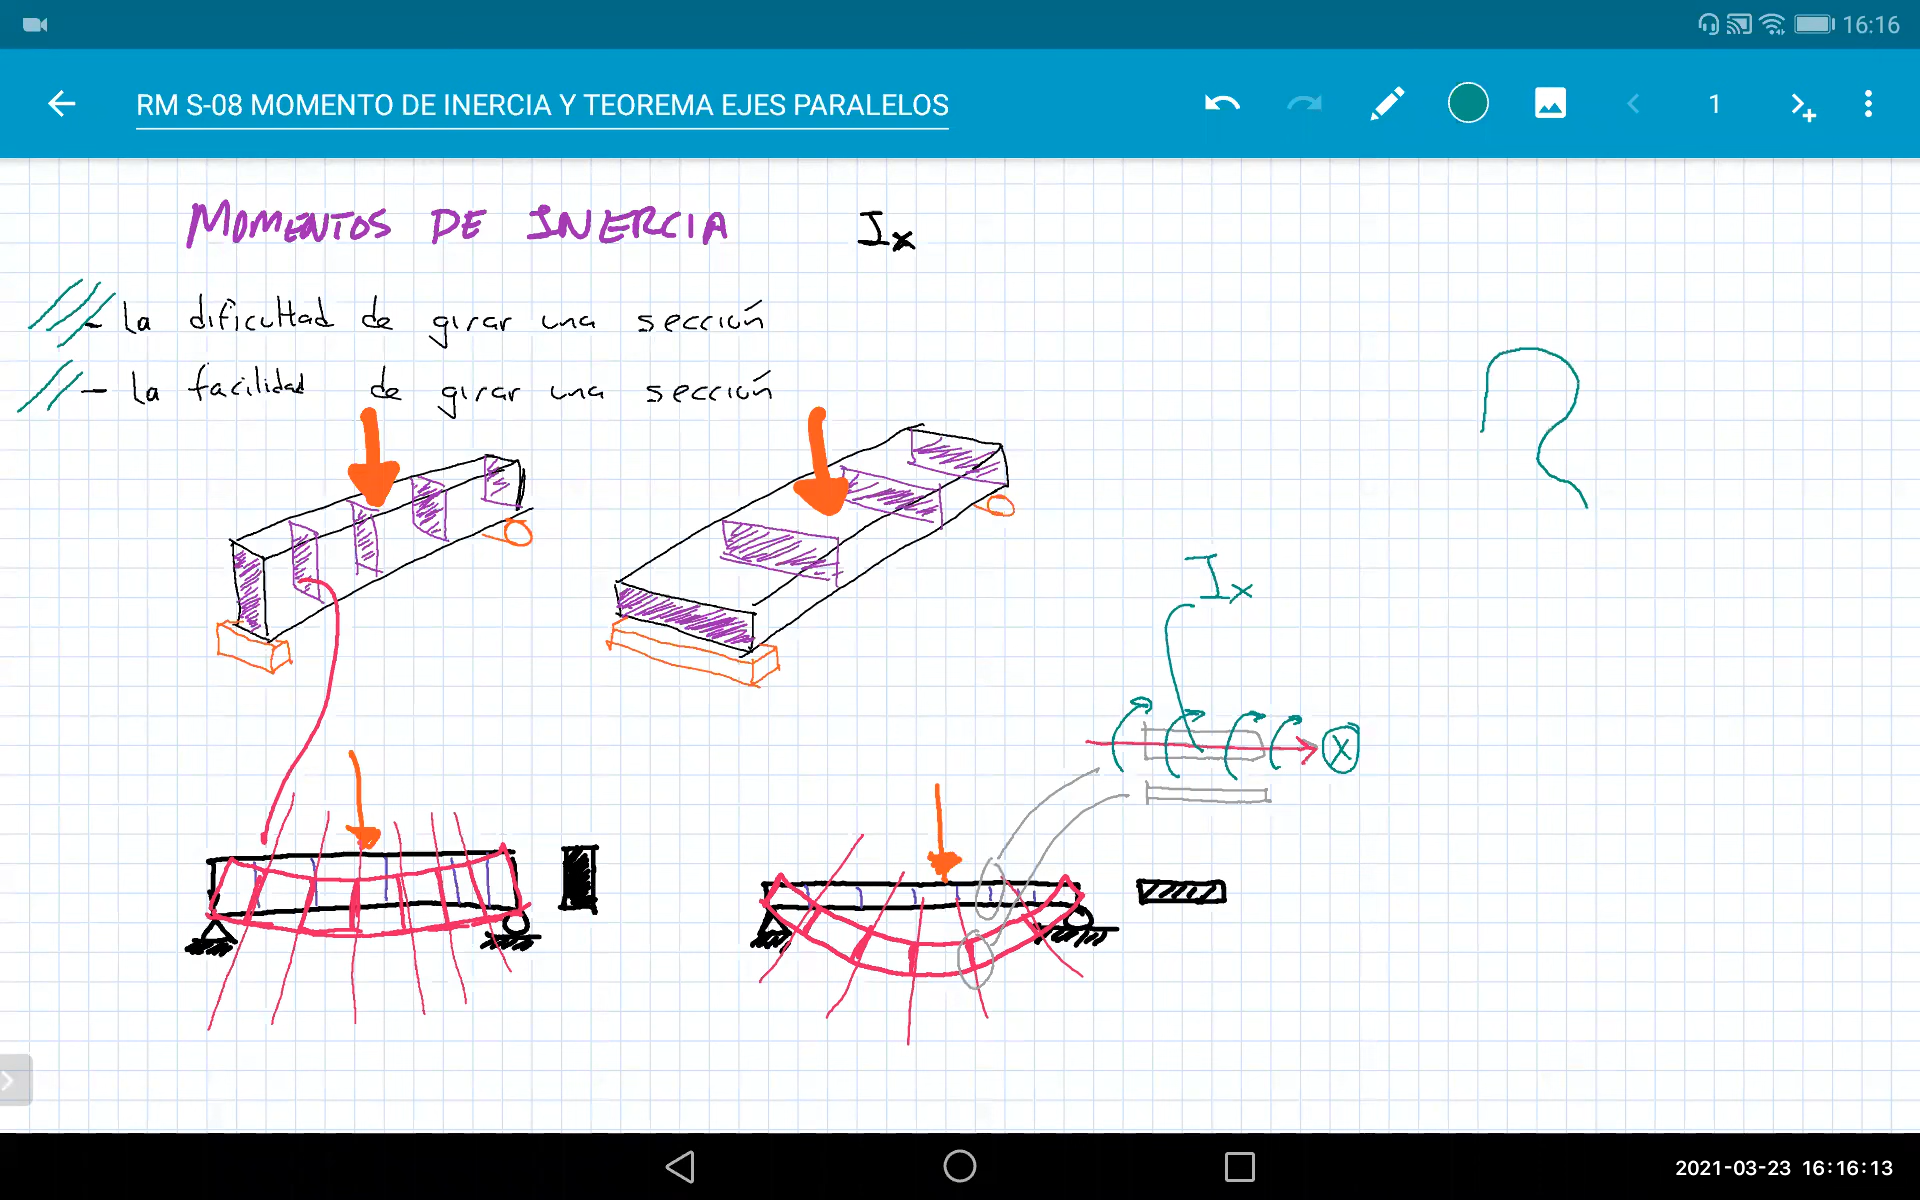 16:16
RM S-08 MOMENTO DE INERCIA Y TEOREMA EJES PARALELOS
1
MOMENTOS DE INERCIA Ix
- La dificultad de girar una sección
- La facilidad de girar una sección
Ix
X
2021-03-23 16:16:13